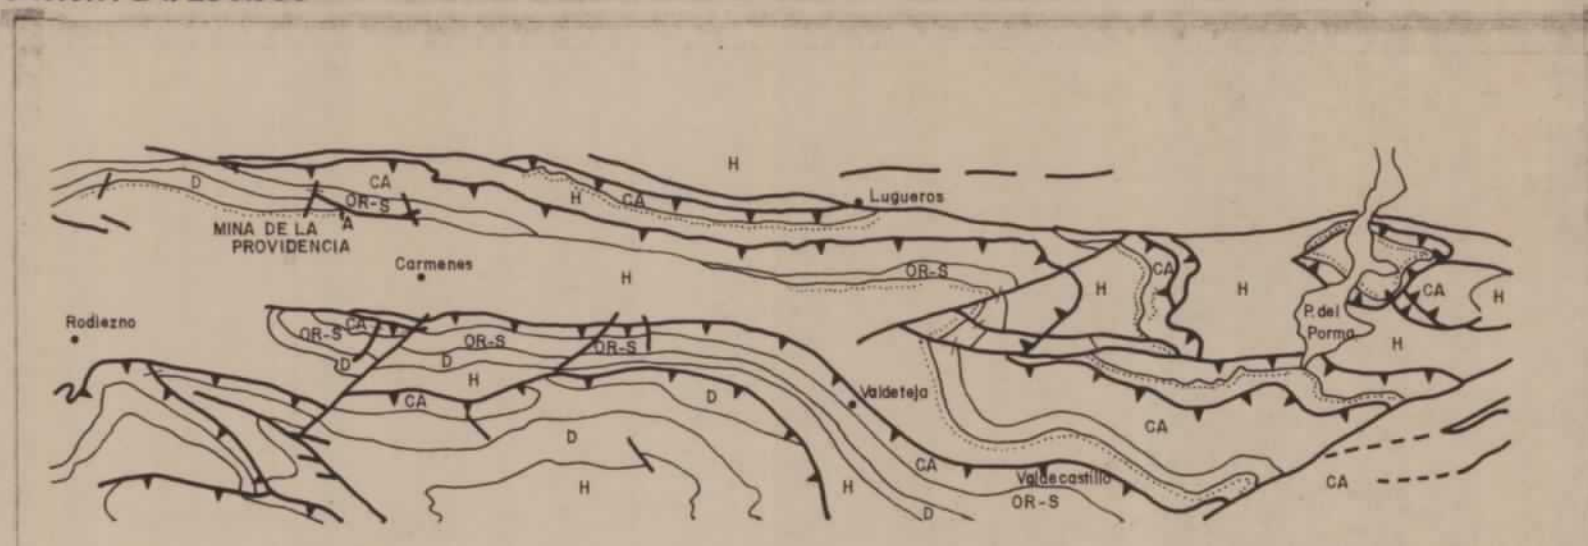 H
Lugueros
D
CA
OR-S
A
H
CA
MINA DE LA
PROVIDENCIA
Carmenes
H
OR-S
H
CA
H
CA
H
P. del
Porma
H
Rodiezno
OR-S
CA
D
OR-S
D
OR-S
H
CA
D
D
H
H
Valdeteja
CA
D
Valdecastillo
OR-S
CA
CA